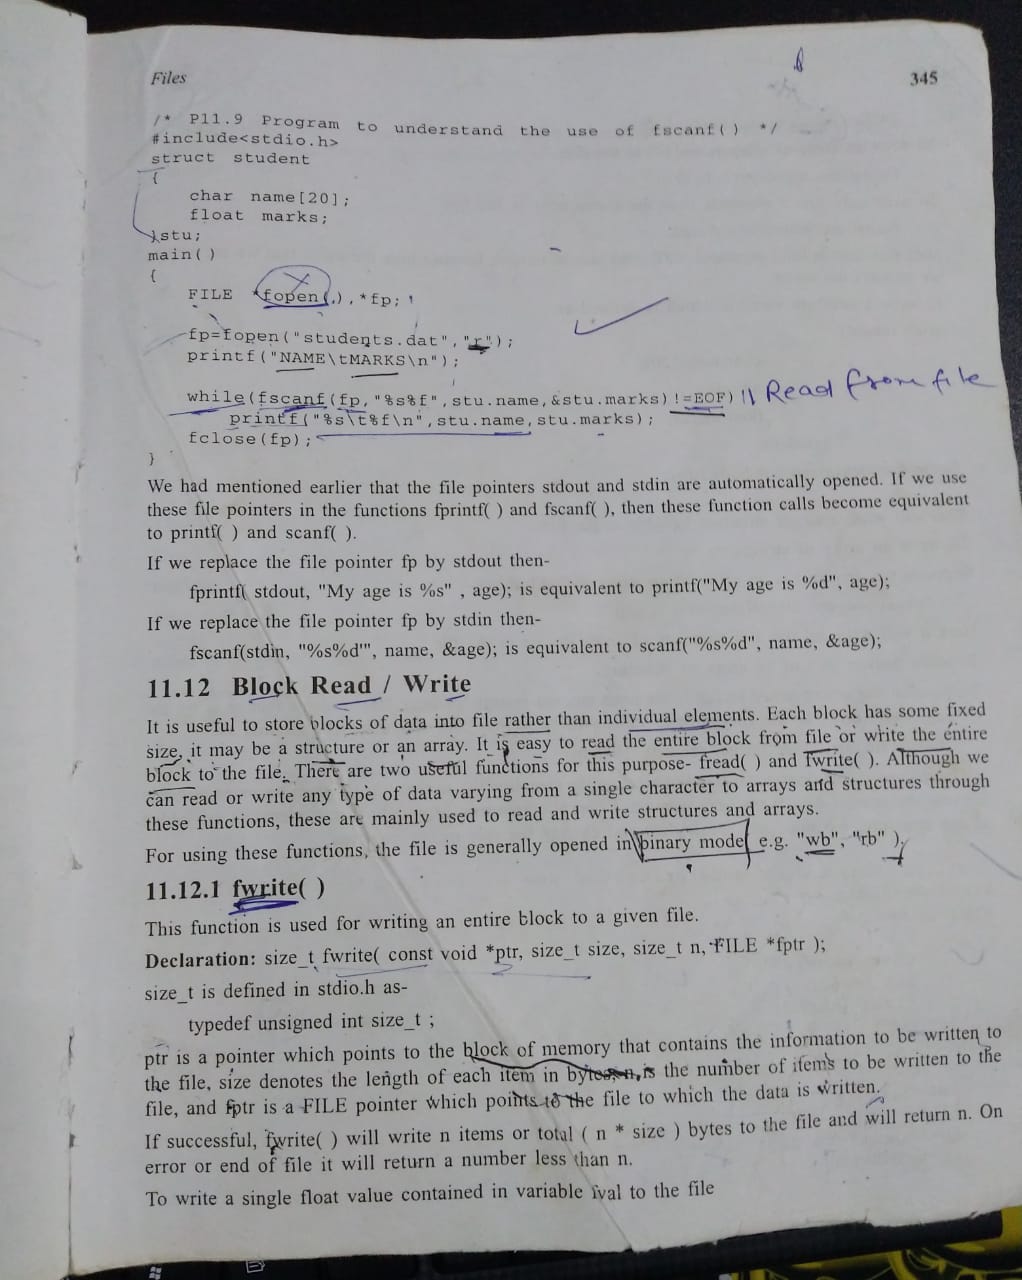 Files 345
/* P11.9 Program to understand the use of fscanf( ) */
#include<stdio.h>
struct student
{
char name[20];
float marks;
}stu;
main( )
{
FILE *fopen( ), *fp;
fp=fopen("students.dat","r");
printf("NAME\tMARKS\n");
while(fscanf(fp,"%s%f",stu.name,&stu.marks)!=EOF) || Read from file
printf("%s\t%f\n",stu.name,stu.marks);
fclose(fp);
}
We had mentioned earlier that the file pointers stdout and stdin are automatically opened. If we use
these file pointers in the functions fprintf( ) and fscanf( ), then these function calls become equivalent
to printf( ) and scanf( ).
If we replace the file pointer fp by stdout then-
fprintf( stdout, "My age is %s" , age); is equivalent to printf("My age is %d", age);
If we replace the file pointer fp by stdin then-
fscanf(stdin, "%s%d'", name, &age); is equivalent to scanf("%s%d", name, &age);
11.12 Block Read / Write
It is useful to store blocks of data into file rather than individual elements. Each block has some fixed
size, it may be a structure or an array. It is easy to read the entire block from file or write the entire
block to the file. There are two useful functions for this purpose- fread( ) and fwrite( ). Although we
can read or write any type of data varying from a single character to arrays and structures through
these functions, these are mainly used to read and write structures and arrays.
For using these functions, the file is generally opened in binary mode( e.g. "wb", "rb" ).
11.12.1 fwrite( )
This function is used for writing an entire block to a given file.
Declaration: size_t fwrite( const void *ptr, size_t size, size_t n, FILE *fptr );
size_t is defined in stdio.h as-
typedef unsigned int size_t ;
ptr is a pointer which points to the block of memory that contains the information to be written to
the file, size denotes the length of each item in bytes, n is the number of items to be written to the
file, and fptr is a FILE pointer which points to the file to which the data is written.
If successful, fwrite( ) will write n items or total ( n * size ) bytes to the file and will return n. On
error or end of file it will return a number less than n.
To write a single float value contained in variable fval to the file